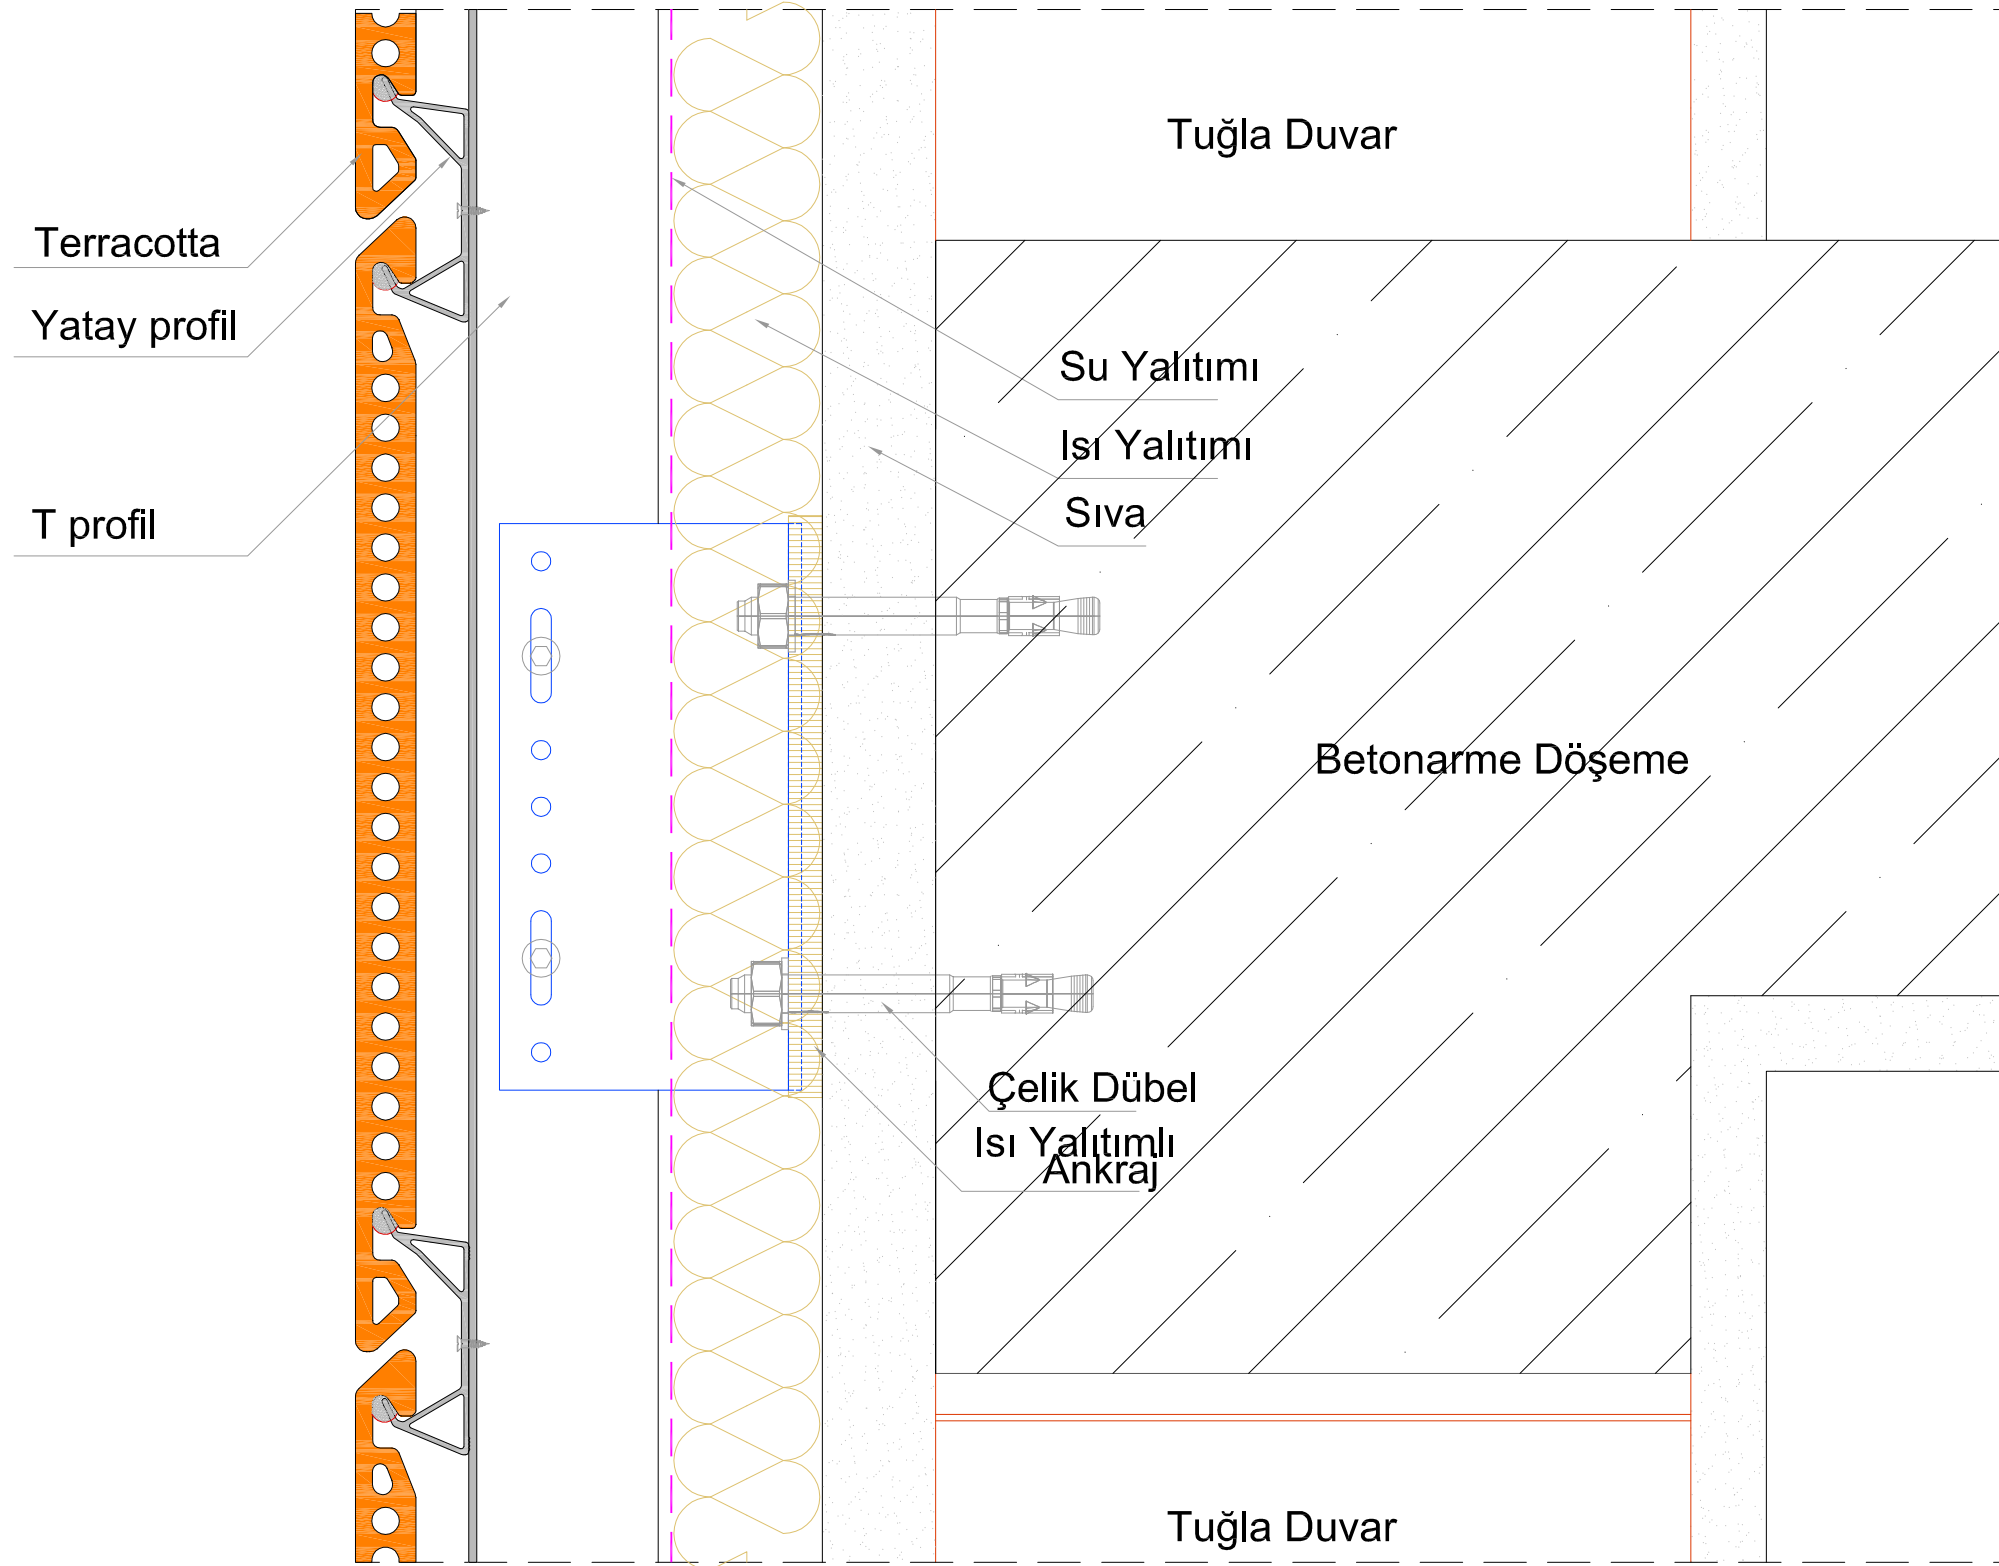 Tuğla Duvar
Terracotta
Yatay profil
Su Yalıtımı
Isı Yalıtımı
Sıva
T profil
Betonarme Döşeme
Çelik Dübel
Isı Yalıtımlı
Ankraj
Tuğla Duvar